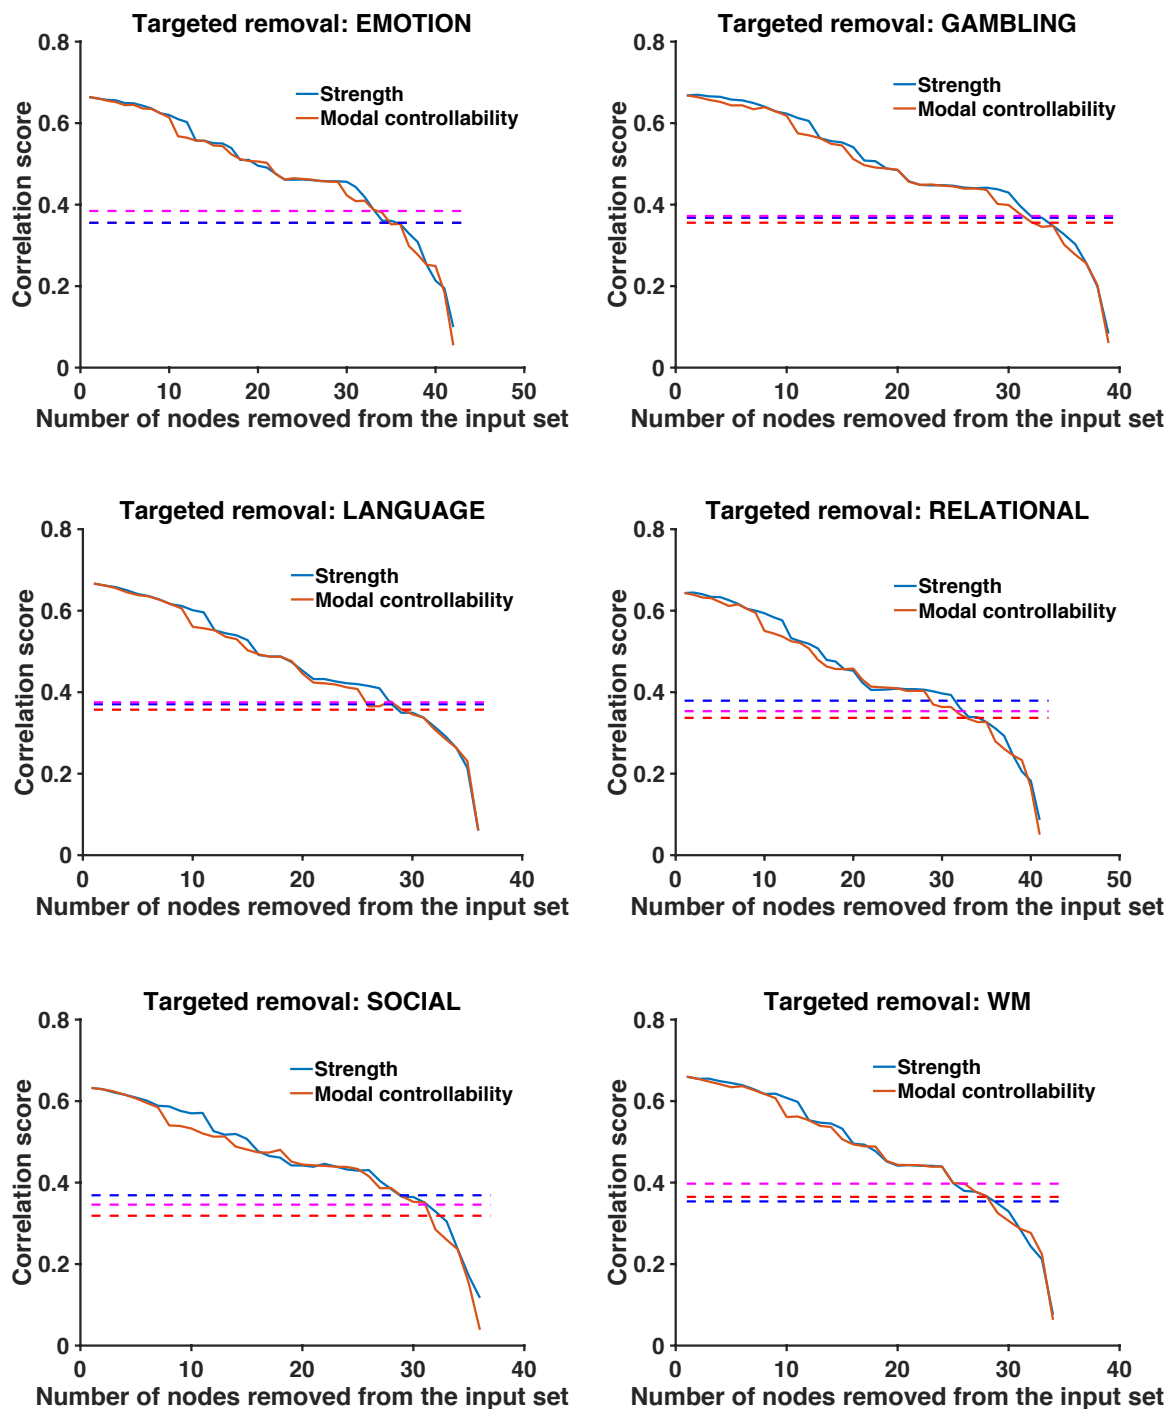 Targeted removal: EMOTION
0.8
0.6
0.4
0.2
0
Correlation score
Strength
Modal controllability
10 20 30 40 50
Number of nodes removed from the input set
Targeted removal: GAMBLING
0.8
0.6
0.4
0.2
0
Correlation score
Strength
Modal controllability
0 10 20 30 40
Number of nodes removed from the input set
Targeted removal: LANGUAGE
0.8
0.6
0.4
0.2
0
Correlation score
Strength
Modal controllability
0 10 20 30 40
Number of nodes removed from the input set
Targeted removal: RELATIONAL
0.8
0.6
0.4
0.2
0
Correlation score
Strength
Modal controllability
0 10 20 30 40 50
Number of nodes removed from the input set
Targeted removal: SOCIAL
0.8
0.6
0.4
0.2
0
Correlation score
Strength
Modal controllability
0 10 20 30 40
Number of nodes removed from the input set
Targeted removal: WM
0.8
0.6
0.4
0.2
0
Correlation score
Strength
Modal controllability
0 10 20 30 40
Number of nodes removed from the input set